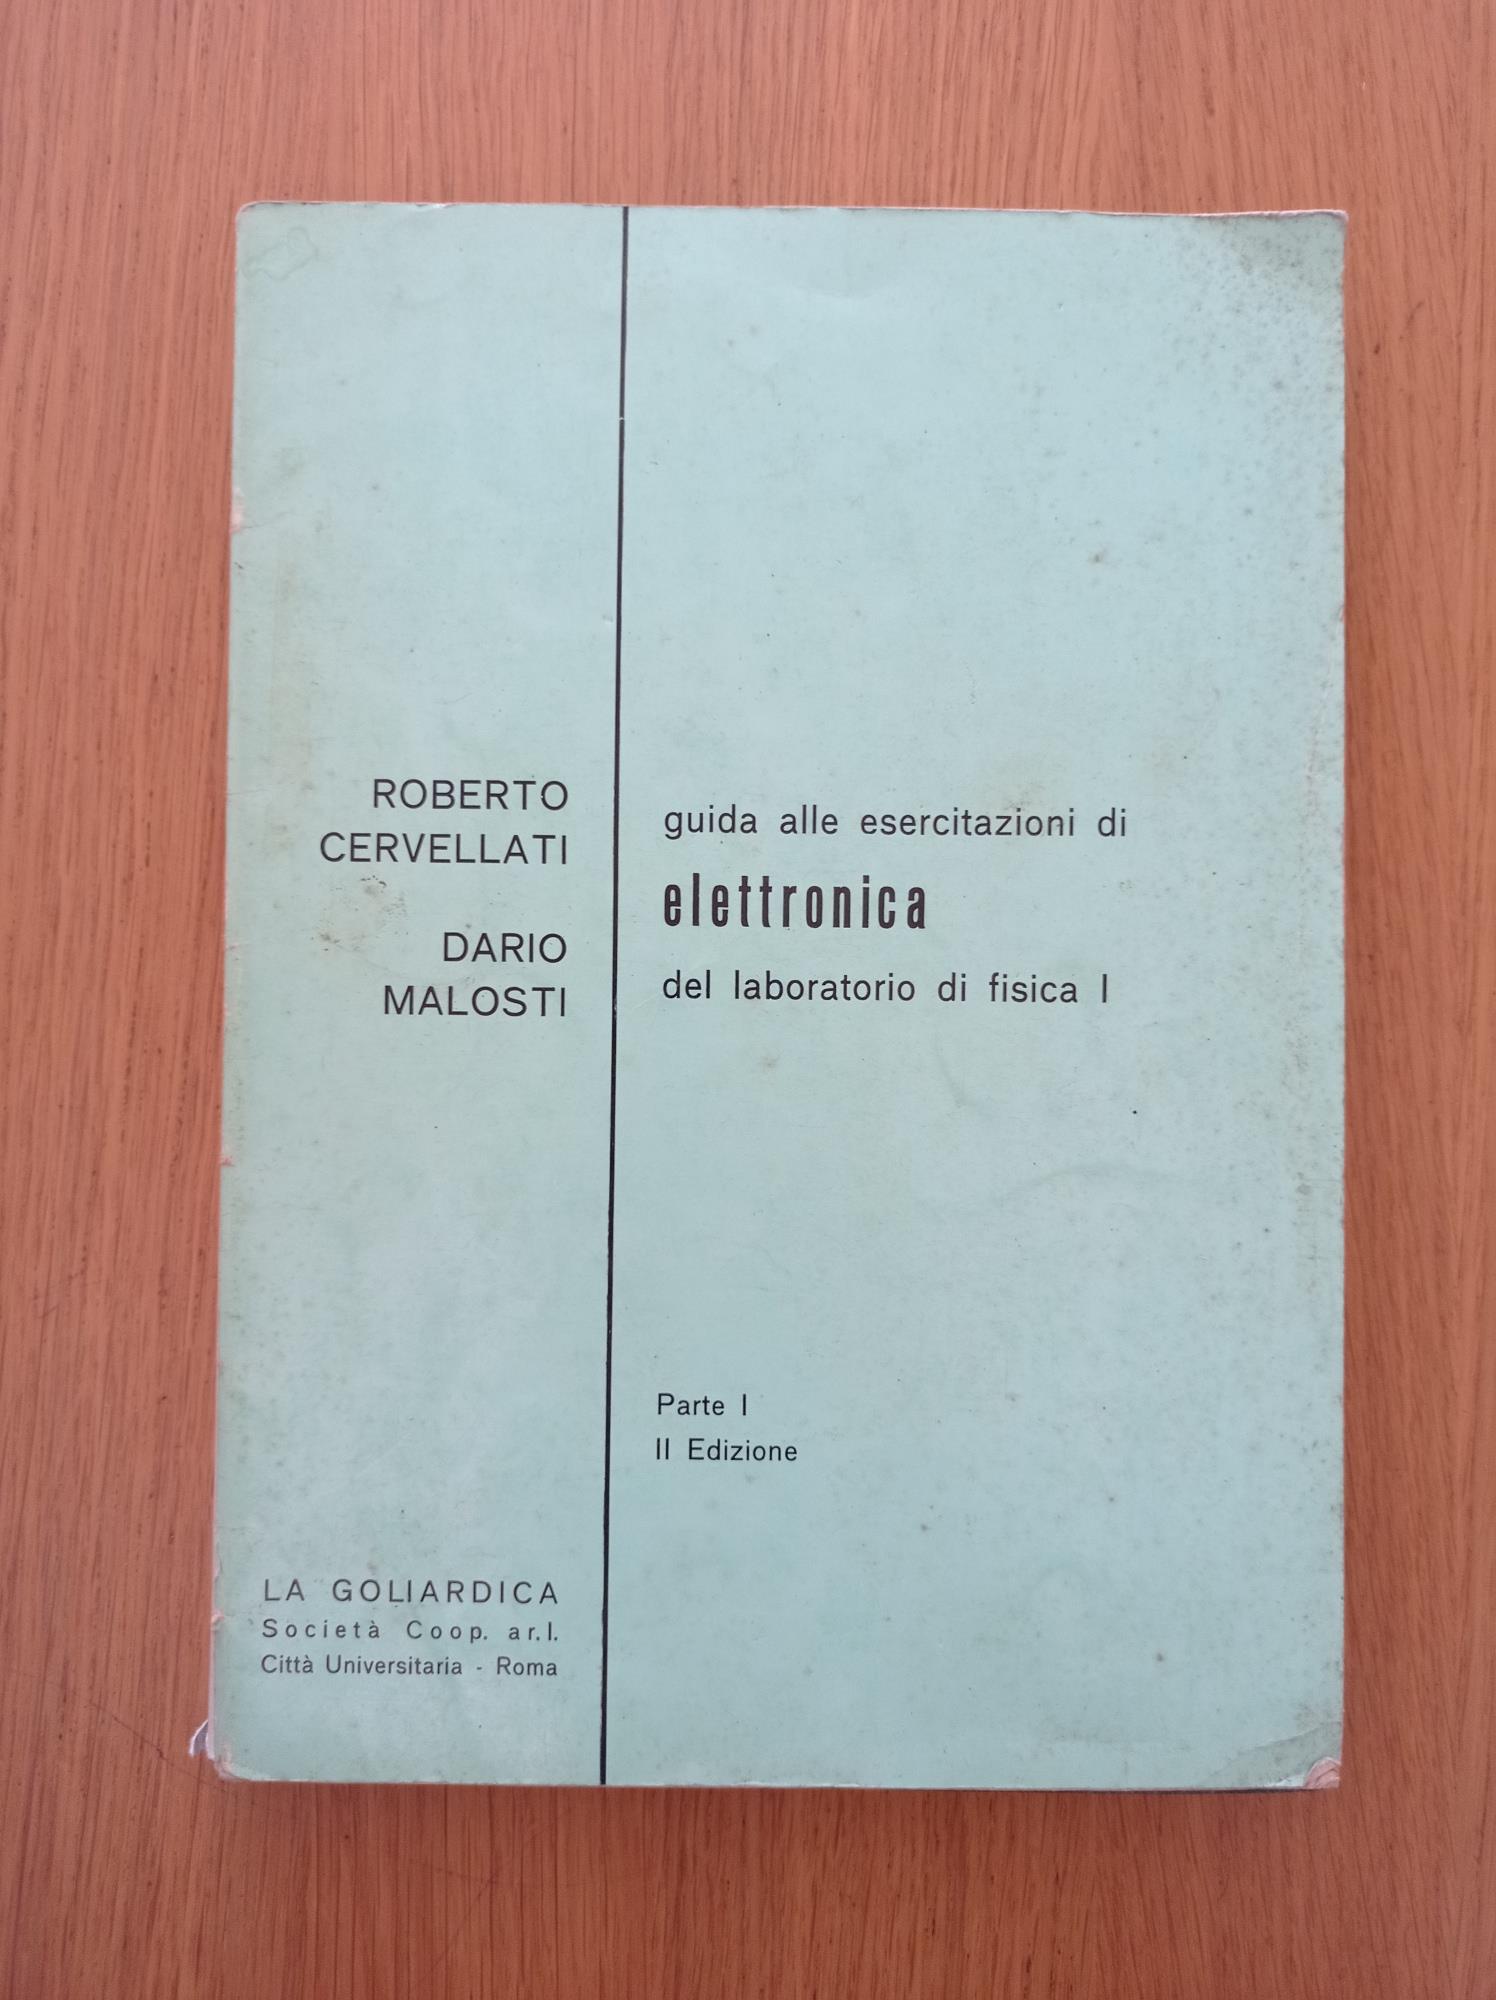 ROBERTO
CERVELLATI
DARIO
MALOSTI
guida alle esercitazioni di
elettronica
del laboratorio di fisica I
Parte I
II Edizione
LA GOLIARDICA
Società Coop. a r. l.
Città Universitaria - Roma